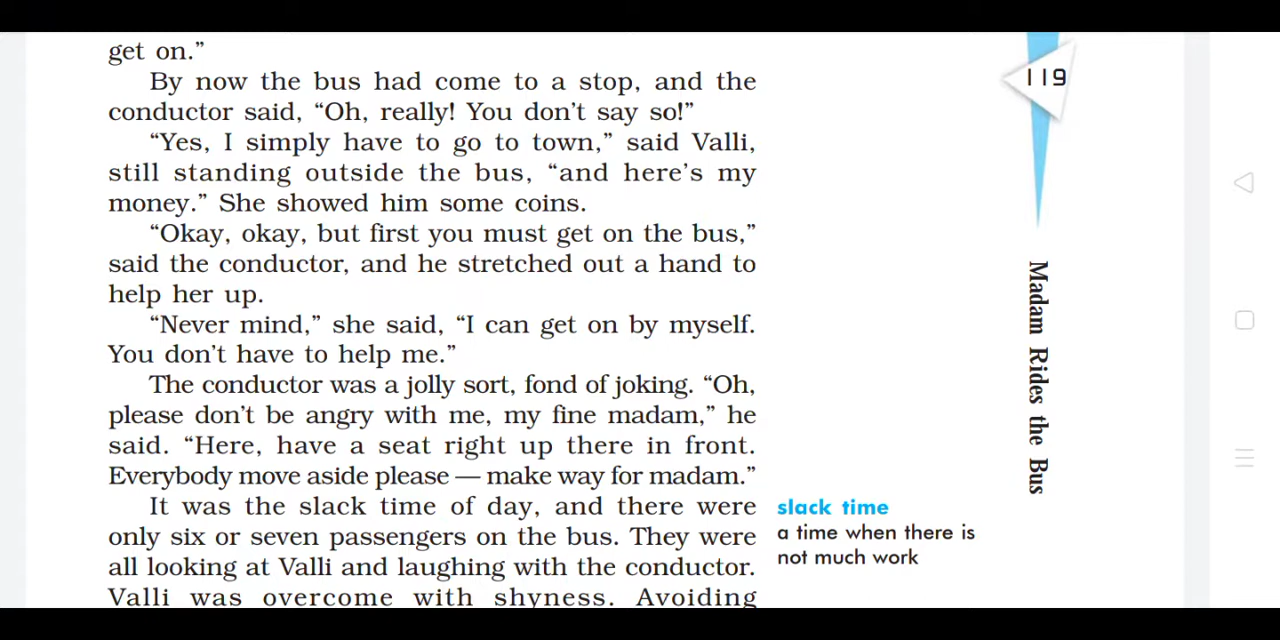 get on.”
By now the bus had come to a stop, and the
conductor said, “Oh, really! You don’t say so!”
“Yes, I simply have to go to town,” said Valli,
still standing outside the bus, “and here’s my
money.” She showed him some coins.
“Okay, okay, but first you must get on the bus,”
said the conductor, and he stretched out a hand to
help her up.
“Never mind,” she said, “I can get on by myself.
You don’t have to help me.”
The conductor was a jolly sort, fond of joking. “Oh,
please don’t be angry with me, my fine madam,” he
said. “Here, have a seat right up there in front.
Everybody move aside please — make way for madam.”
It was the slack time of day, and there were
only six or seven passengers on the bus. They were
all looking at Valli and laughing with the conductor.
Valli was overcome with shyness. Avoiding
slack time
a time when there is
not much work
119
Madam Rides the Bus